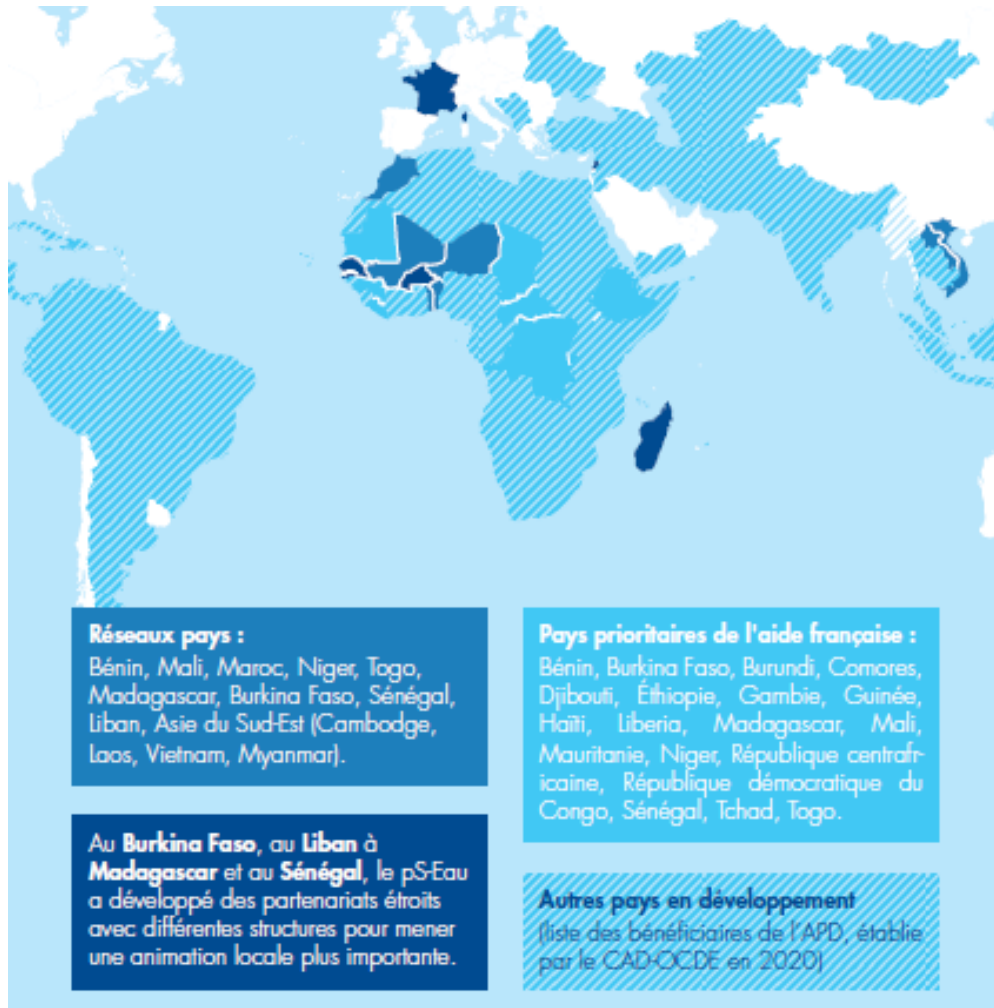 Réseaux pays :
Bénin, Mali, Maroc, Niger, Togo,
Madagascar, Burkina Faso, Sénégal,
Liban, Asie du Sud-Est (Cambodge,
Laos, Vietnam, Myanmar).
Au Burkina Faso, au Liban à
Madagascar et au Sénégal, le pS-Eau
a développé des partenariats étroits
avec différentes structures pour mener
une animation locale plus importante.
Pays prioritaires de l'aide française :
Bénin, Burkina Faso, Burundi, Comores,
Djibouti, Éthiopie, Gambie, Guinée,
Haïti, Liberia, Madagascar, Mali,
Mauritanie, Niger, République centrafr-
icaine, République démocratique du
Congo, Sénégal, Tchad, Togo.
Autres pays en développement
(liste des bénéficiaires de l'APD, établie
par le CAD-OCDE en 2020)